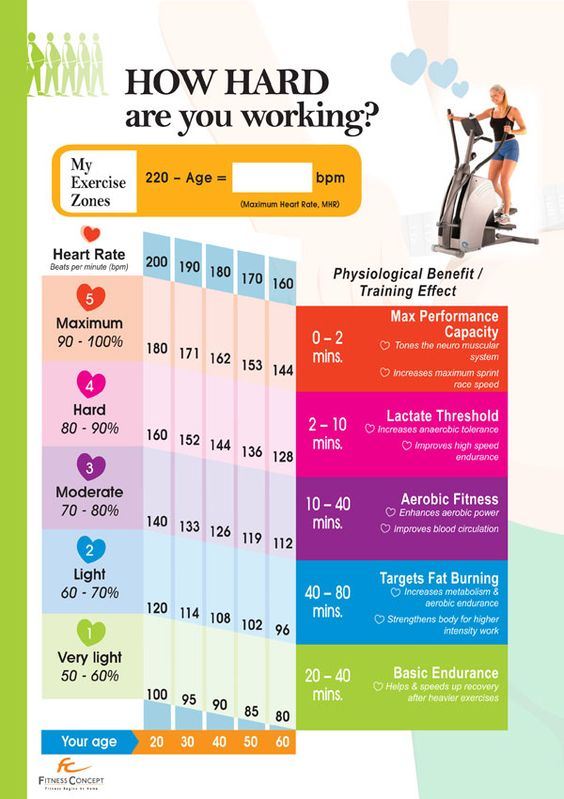 HOW HARD
are you working?
My
Exercise
Zones
220 – Age =
bpm
(Maximum Heart Rate, MHR)
Heart Rate
Beats per minute (bpm)
200 190 180 170 160
Physiological Benefit /
Training Effect
5
Maximum
90 - 100%
180 171 162 153 144
0 – 2
mins.
Max Performance
Capacity
Tones the neuro muscular
system
Increases maximum sprint
race speed
4
Hard
80 - 90%
160 152 144 136 128
2 – 10
mins.
Lactate Threshold
Increases anaerobic tolerance
Improves high speed
endurance
3
Moderate
70 - 80%
140 133 126 119 112
10 – 40
mins.
Aerobic Fitness
Enhances aerobic power
Improves blood circulation
2
Light
60 - 70%
120 114 108 102 96
40 – 80
mins.
Targets Fat Burning
Increases metabolism &
aerobic endurance
Strengthens body for higher
intensity work
1
Very light
50 - 60%
100 95 90 85 80
20 – 40
mins.
Basic Endurance
Helps & speeds up recovery
after heavier exercises
Your age 20 30 40 50 60
fc
FITNESS CONCEPT
Fitness Begins At Home